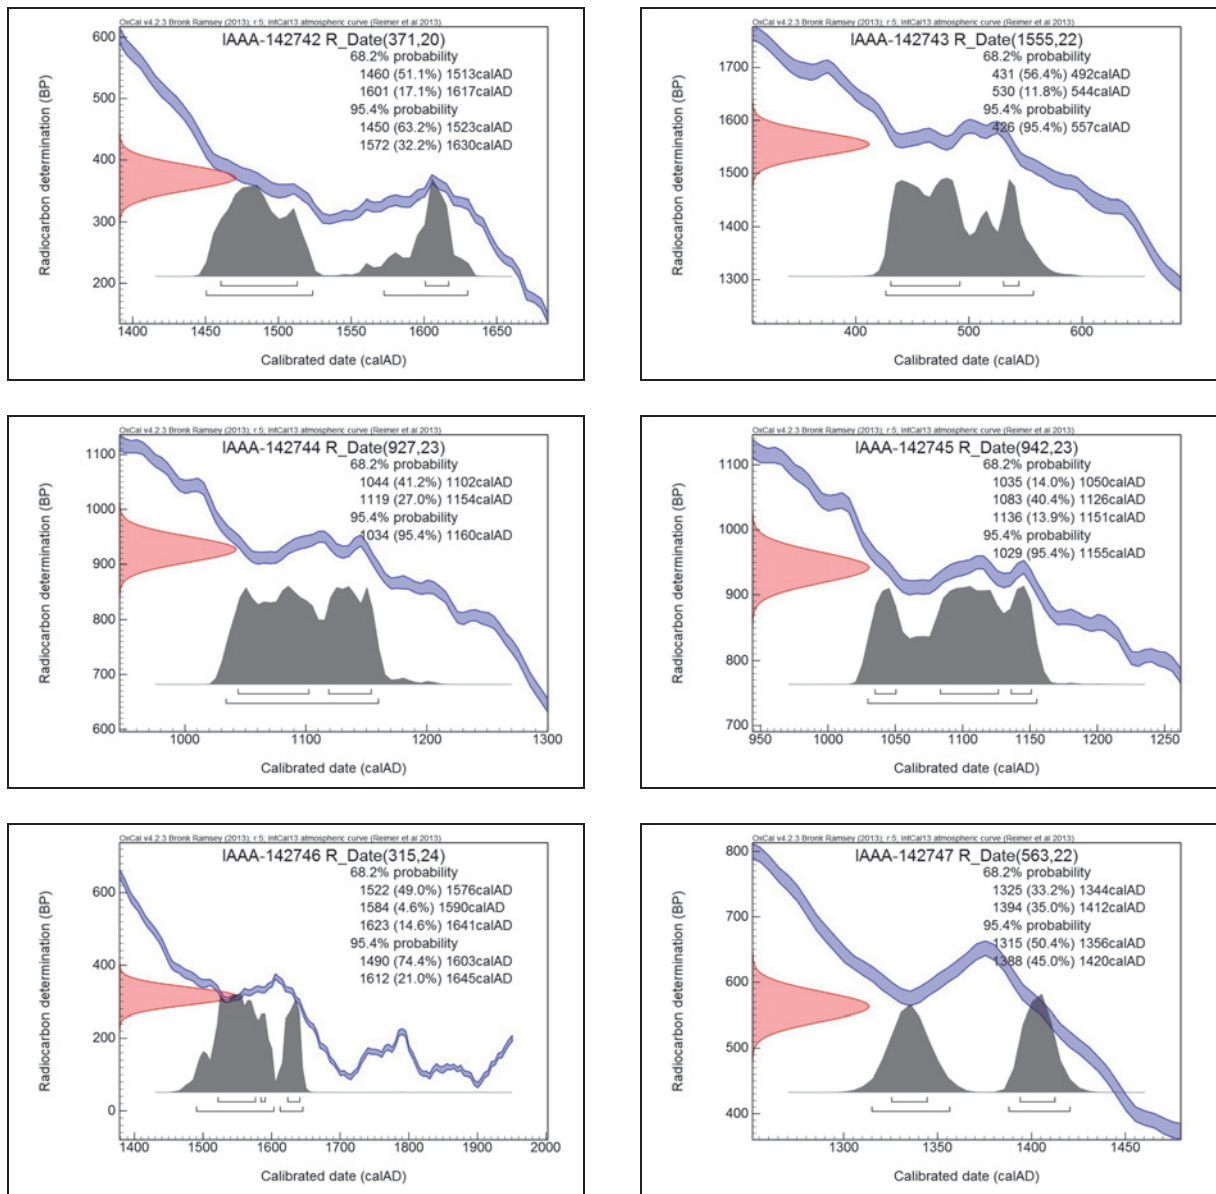 OxCal v4.2.3 Bronk Ramsey (2013); r:5; IntCal13 atmospheric curve (Reimer et al 2013)
IAAA-142742 R_Date(371,20)
68.2% probability
1460 (51.1%) 1513calAD
1601 (17.1%) 1617calAD
95.4% probability
1450 (63.2%) 1523calAD
1572 (32.2%) 1630calAD
Radiocarbon determination (BP)
600
500
400
300
200
1400 1450 1500 1550 1600 1650
Calibrated date (calAD)
OxCal v4.2.3 Bronk Ramsey (2013); r:5; IntCal13 atmospheric curve (Reimer et al 2013)
IAAA-142743 R_Date(1555,22)
68.2% probability
431 (56.4%) 492calAD
530 (11.8%) 544calAD
95.4% probability
426 (95.4%) 557calAD
Radiocarbon determination (BP)
1700
1600
1500
1400
1300
400 500 600
Calibrated date (calAD)
OxCal v4.2.3 Bronk Ramsey (2013); r:5; IntCal13 atmospheric curve (Reimer et al 2013)
IAAA-142744 R_Date(927,23)
68.2% probability
1044 (41.2%) 1102calAD
1119 (27.0%) 1154calAD
95.4% probability
1034 (95.4%) 1160calAD
Radiocarbon determination (BP)
1100
1000
900
800
700
600
1000 1100 1200 1300
Calibrated date (calAD)
OxCal v4.2.3 Bronk Ramsey (2013); r:5; IntCal13 atmospheric curve (Reimer et al 2013)
IAAA-142745 R_Date(942,23)
68.2% probability
1035 (14.0%) 1050calAD
1083 (40.4%) 1126calAD
1136 (13.9%) 1151calAD
95.4% probability
1029 (95.4%) 1155calAD
Radiocarbon determination (BP)
1100
1000
900
800
700
950 1000 1050 1100 1150 1200 1250
Calibrated date (calAD)
OxCal v4.2.3 Bronk Ramsey (2013); r:5; IntCal13 atmospheric curve (Reimer et al 2013)
IAAA-142746 R_Date(315,24)
68.2% probability
1522 (49.0%) 1576calAD
1584 (4.6%) 1590calAD
1623 (14.6%) 1641calAD
95.4% probability
1490 (74.4%) 1603calAD
1612 (21.0%) 1645calAD
Radiocarbon determination (BP)
600
400
200
0
1400 1500 1600 1700 1800 1900 2000
Calibrated date (calAD)
OxCal v4.2.3 Bronk Ramsey (2013); r:5; IntCal13 atmospheric curve (Reimer et al 2013)
IAAA-142747 R_Date(563,22)
68.2% probability
1325 (33.2%) 1344calAD
1394 (35.0%) 1412calAD
95.4% probability
1315 (50.4%) 1356calAD
1388 (45.0%) 1420calAD
Radiocarbon determination (BP)
800
700
600
500
400
1300 1350 1400 1450
Calibrated date (calAD)